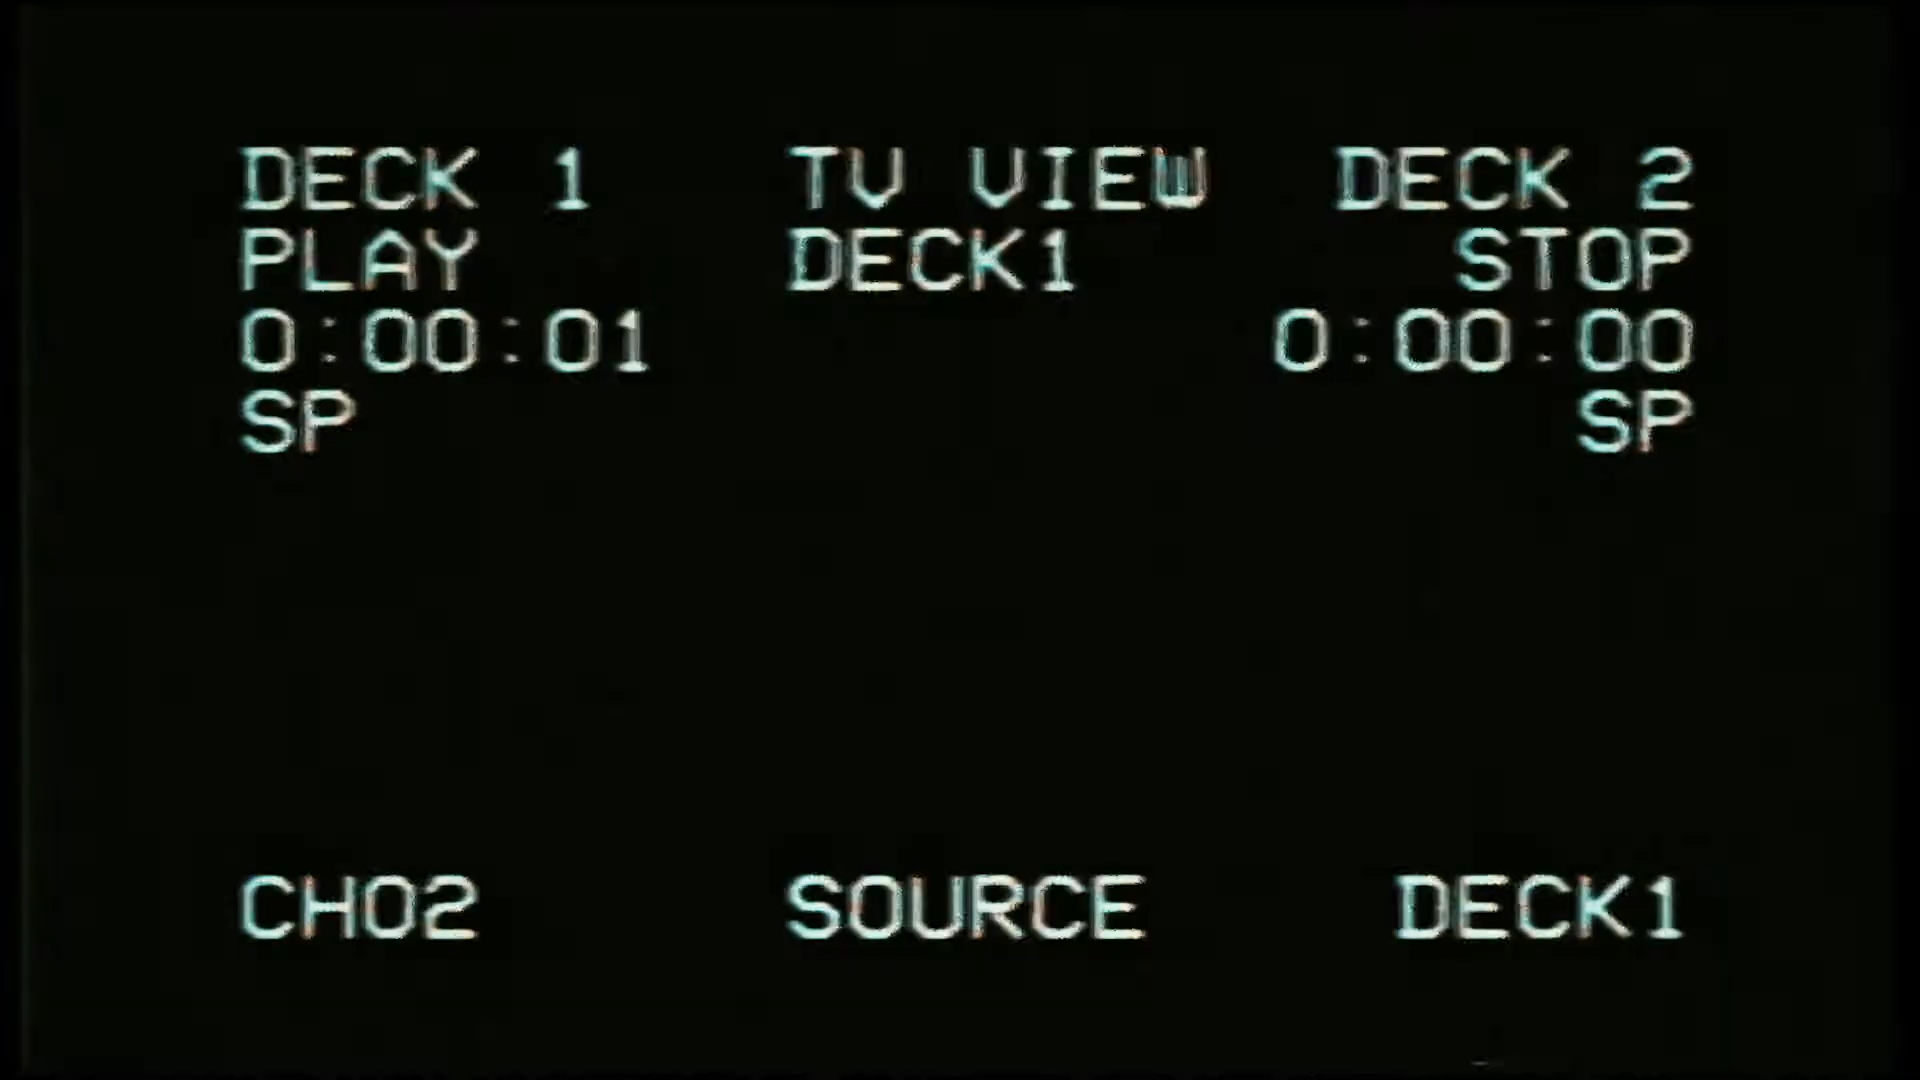 DECK 1 TV VIEW DECK 2
PLAY DECK1 STOP
0:00:01 0:00:00
SP SP
CH02 SOURCE DECK1